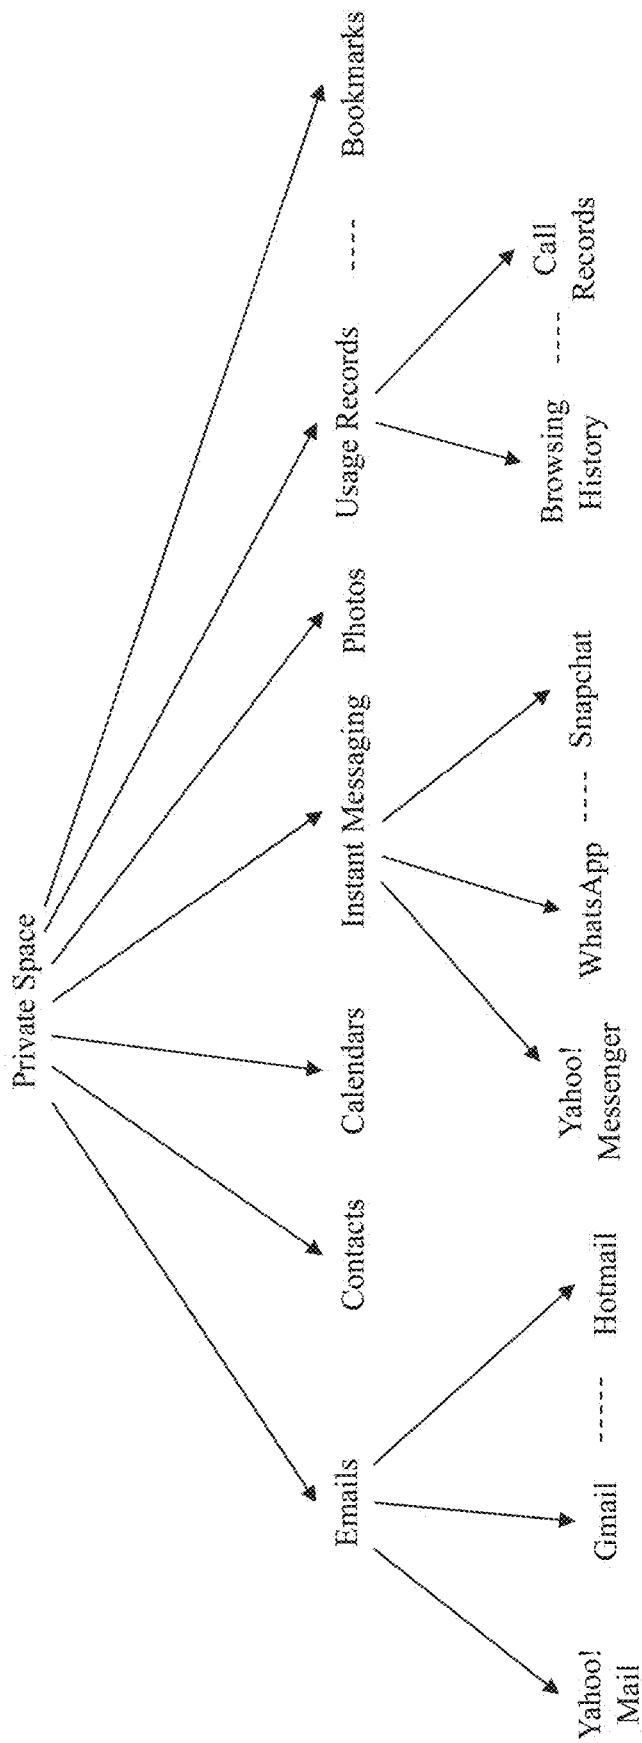 Private Space
Emails
Contacts
Calendars
Instant Messaging
Photos
Usage Records
----
Bookmarks
Yahoo!
Mail
Gmail
-----
Hotmail
Yahoo!
Messenger
WhatsApp
----
Snapchat
Browsing
History
----
Call
Records